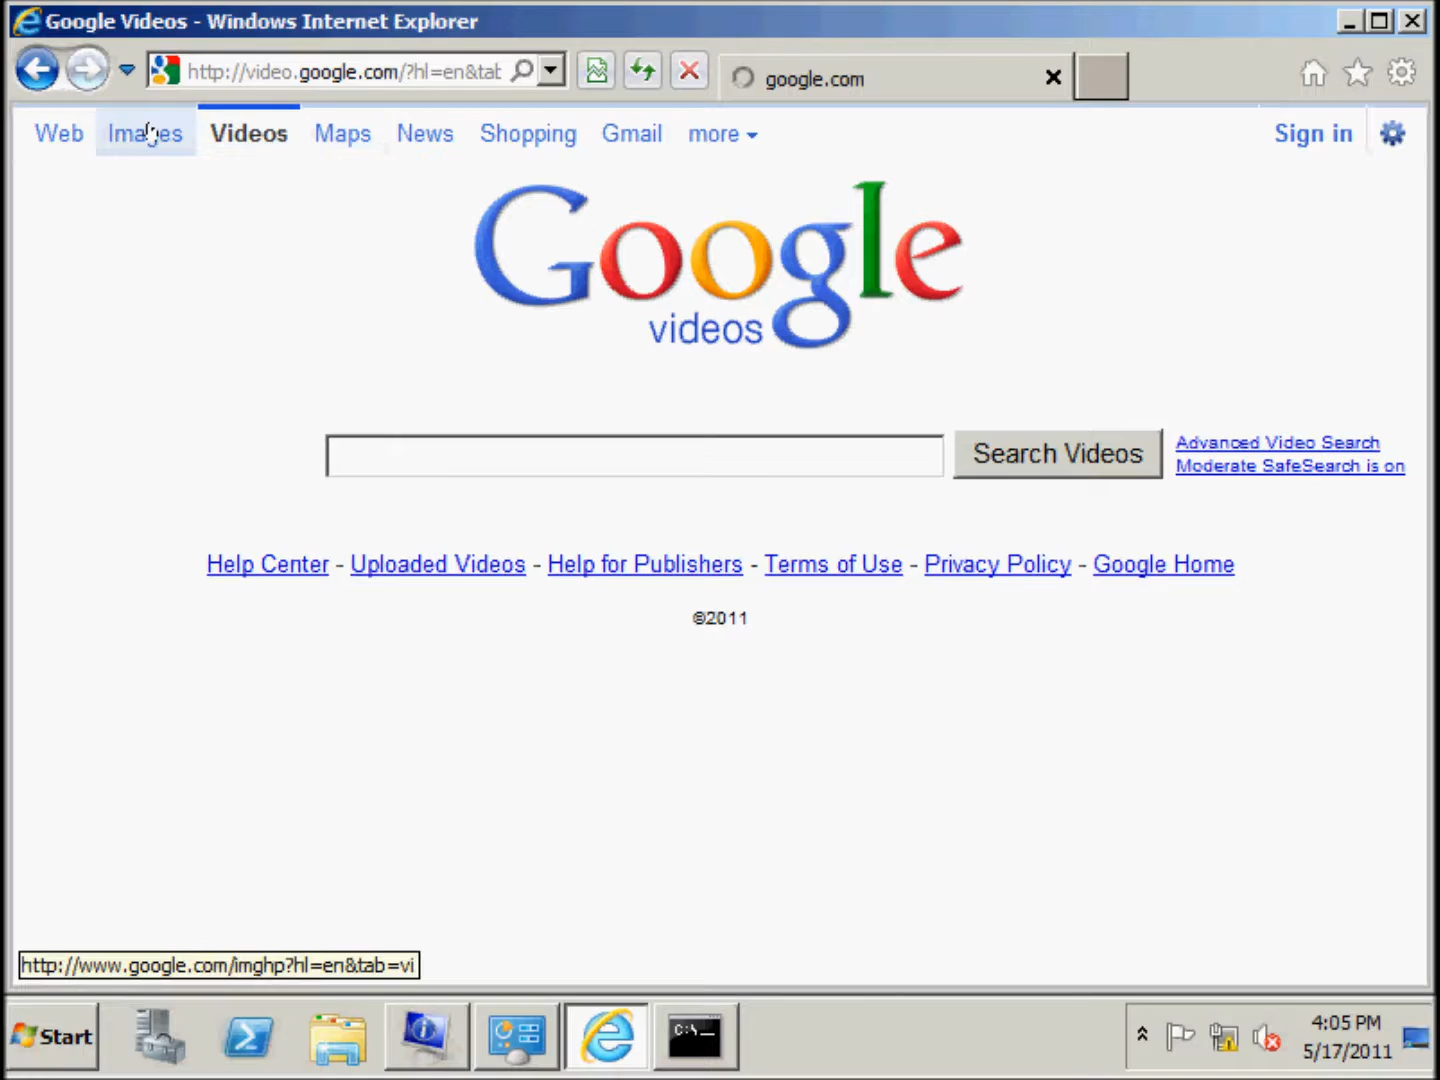 Google Videos - Windows Internet Explorer
http://video.google.com/?hl=en&tab
google.com
Web Images Videos Maps News Shopping Gmail more
Sign in
Google
videos
Search Videos
Advanced Video Search
Moderate SafeSearch is on
Help Center - Uploaded Videos - Help for Publishers - Terms of Use - Privacy Policy - Google Home
©2011
http://www.google.com/imghp?hl=en&tab=vi
Start
C:\_
4:05 PM
5/17/2011